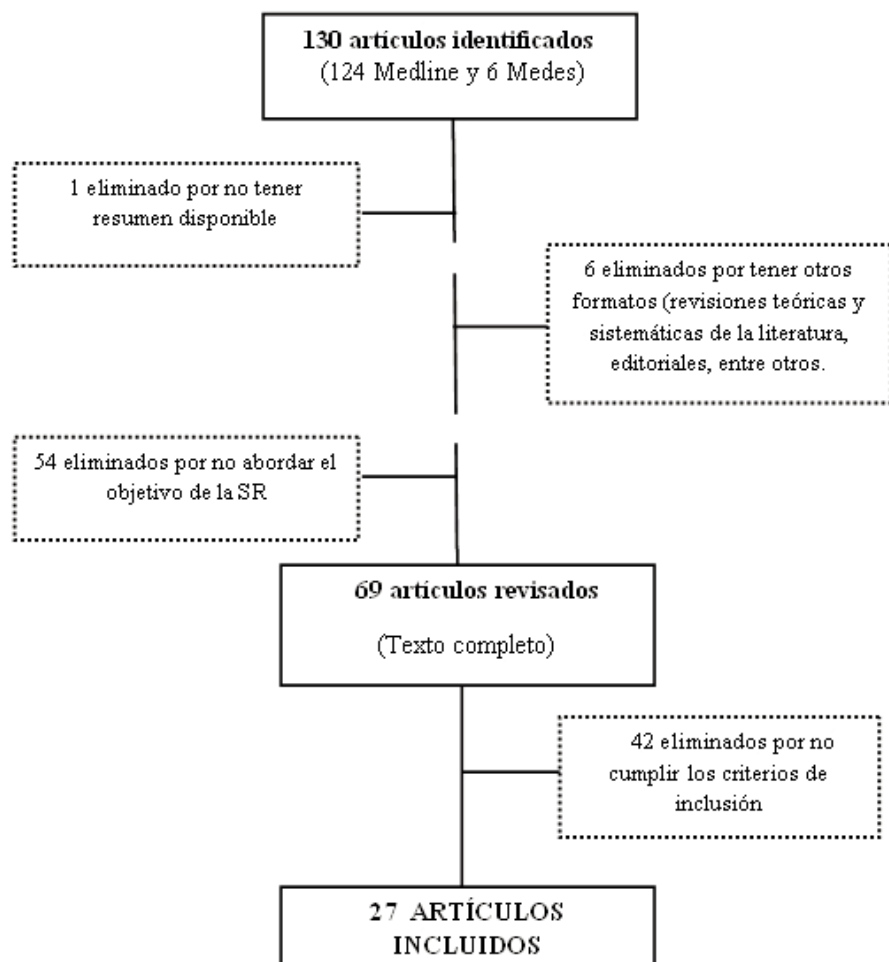 130 artículos identificados
(124 Medline y 6 Medes)
1 eliminado por no tener
resumen disponible
6 eliminados por tener otros
formatos (revisiones teóricas y
sistemáticas de la literatura,
editoriales, entre otros.
54 eliminados por no abordar el
objetivo de la SR
69 artículos revisados
(Texto completo)
42 eliminados por no
cumplir los criterios de
inclusión
27 ARTÍCULOS
INCLUIDOS